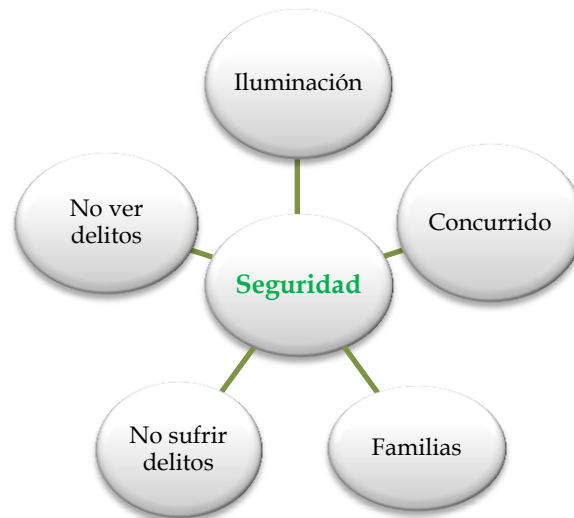 Iluminación
No ver
delitos
Concurrido
Seguridad
No sufrir
delitos
Familias